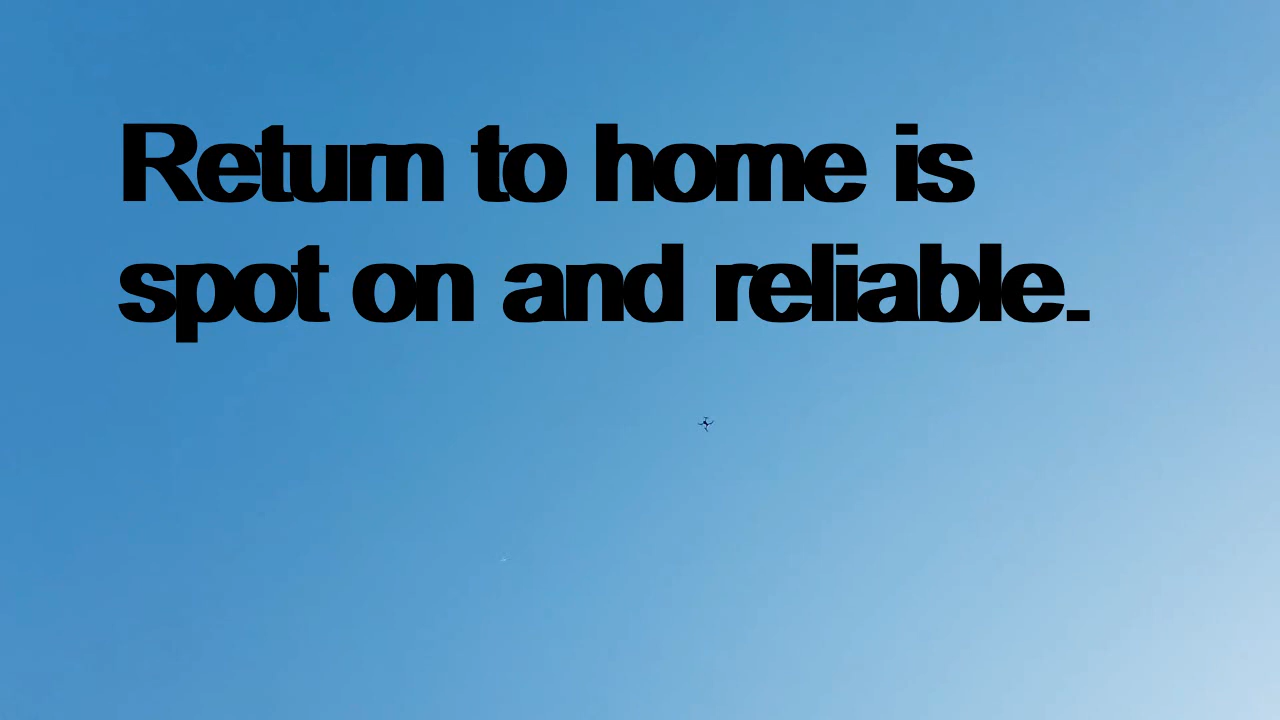 Return to home is
spot on and reliable.